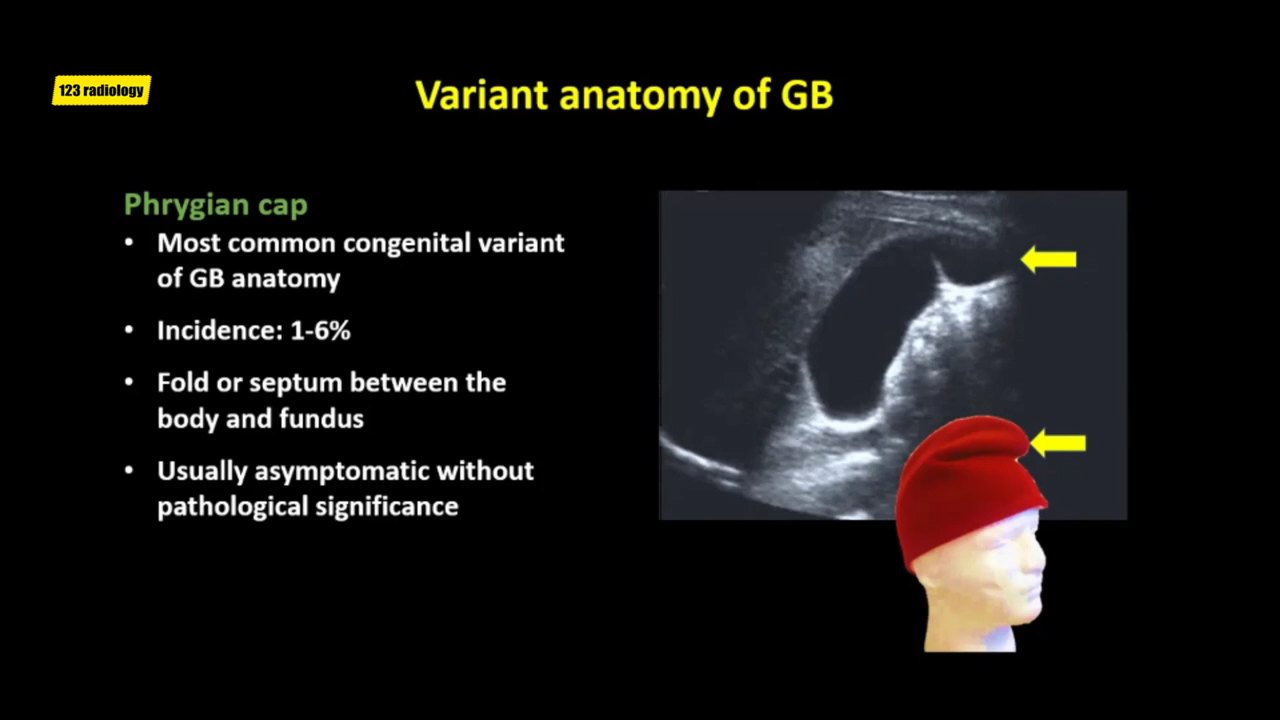 123 radiology
Variant anatomy of GB
Phrygian cap
• Most common congenital variant
of GB anatomy
• Incidence: 1-6%
• Fold or septum between the
body and fundus
• Usually asymptomatic without
pathological significance